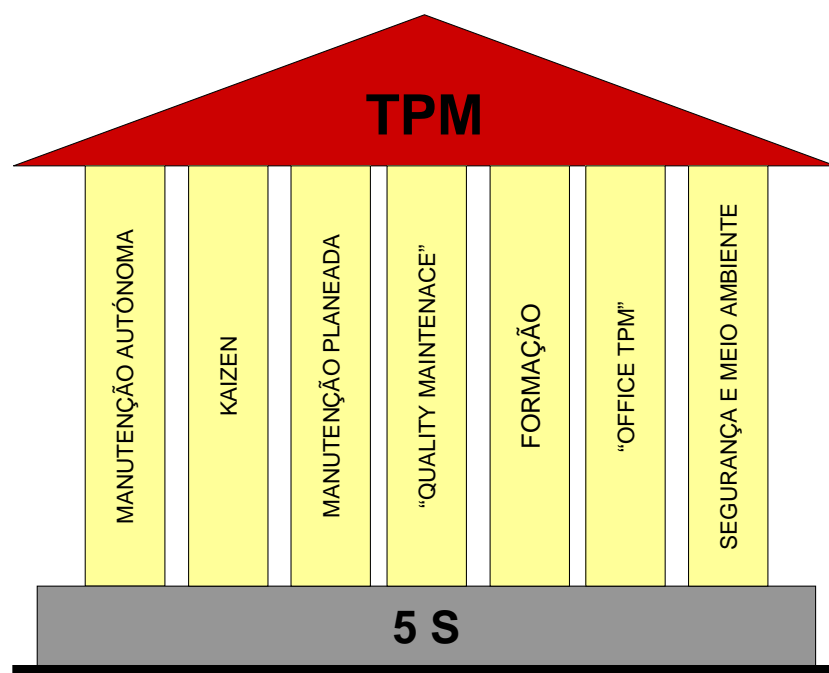 TPM
MANUTENÇÃO AUTÓNOMA
KAIZEN
MANUTENÇÃO PLANEADA
“QUALITY MAINTENACE”
FORMAÇÃO
“OFFICE TPM”
SEGURANÇA E MEIO AMBIENTE
5 S